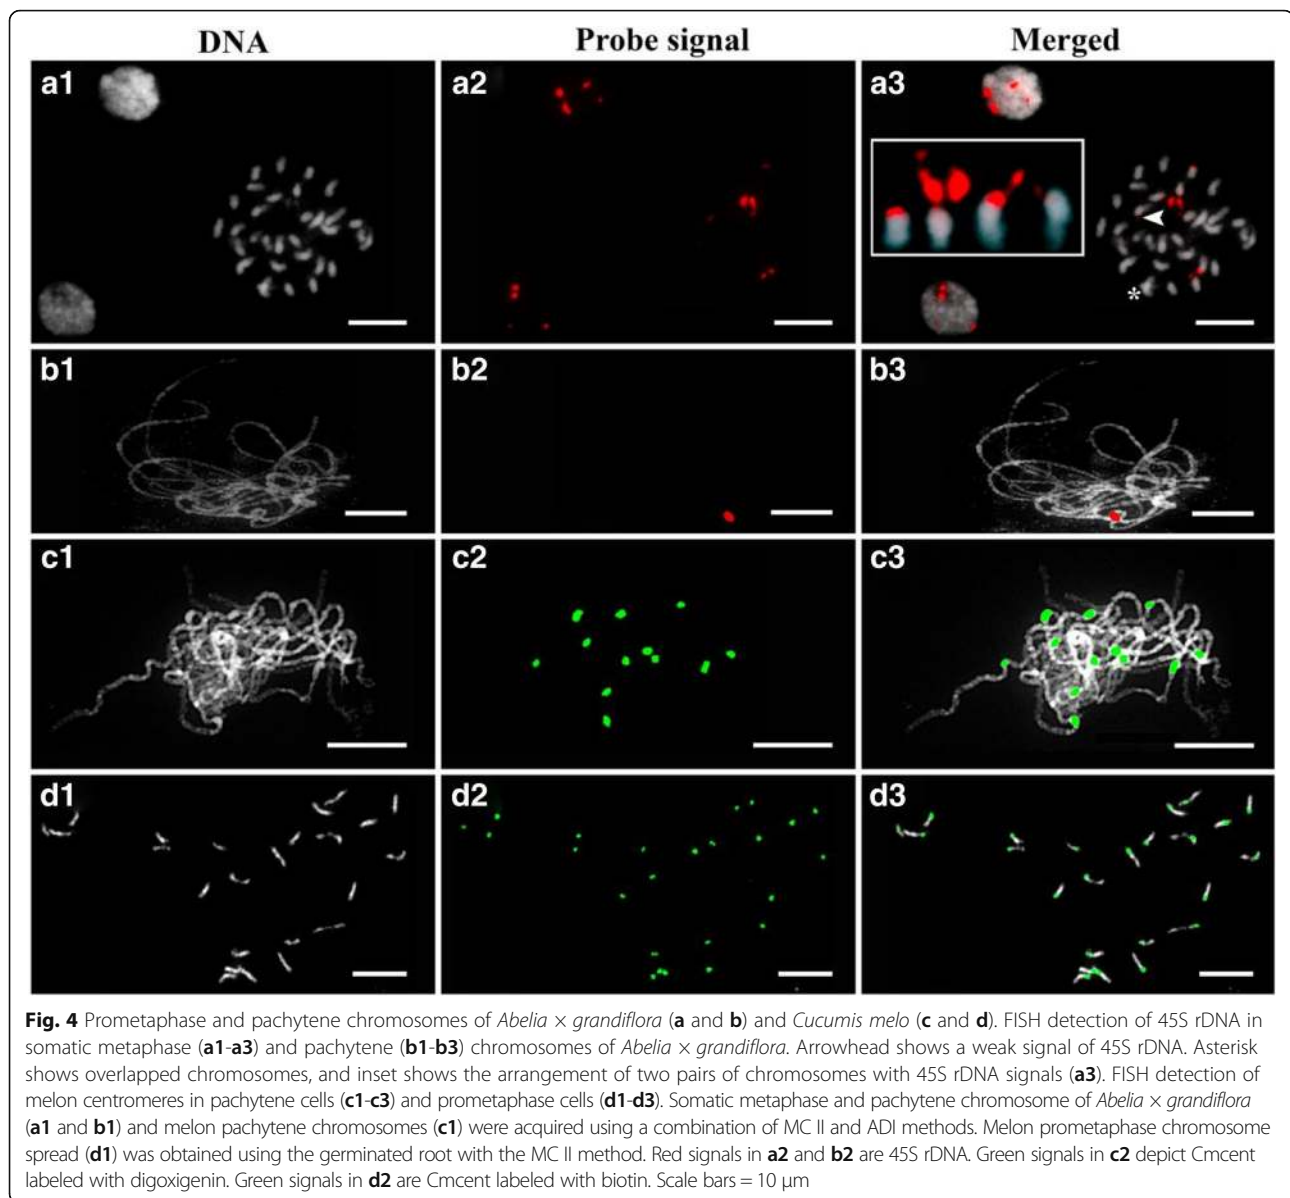 DNA
Probe signal
Merged
a1
a2
a3
*
b1
b2
b3
c1
c2
c3
d1
d2
d3
Fig. 4 Prometaphase and pachytene chromosomes of Abelia × grandiflora (a and b) and Cucumis melo (c and d). FISH detection of 45S rDNA in
somatic metaphase (a1-a3) and pachytene (b1-b3) chromosomes of Abelia × grandiflora. Arrowhead shows a weak signal of 45S rDNA. Asterisk
shows overlapped chromosomes, and inset shows the arrangement of two pairs of chromosomes with 45S rDNA signals (a3). FISH detection of
melon centromeres in pachytene cells (c1-c3) and prometaphase cells (d1-d3). Somatic metaphase and pachytene chromosome of Abelia × grandiflora
(a1 and b1) and melon pachytene chromosomes (c1) were acquired using a combination of MC II and ADI methods. Melon prometaphase chromosome
spread (d1) was obtained using the germinated root with the MC II method. Red signals in a2 and b2 are 45S rDNA. Green signals in c2 depict Cmcent
labeled with digoxigenin. Green signals in d2 are Cmcent labeled with biotin. Scale bars = 10 μm